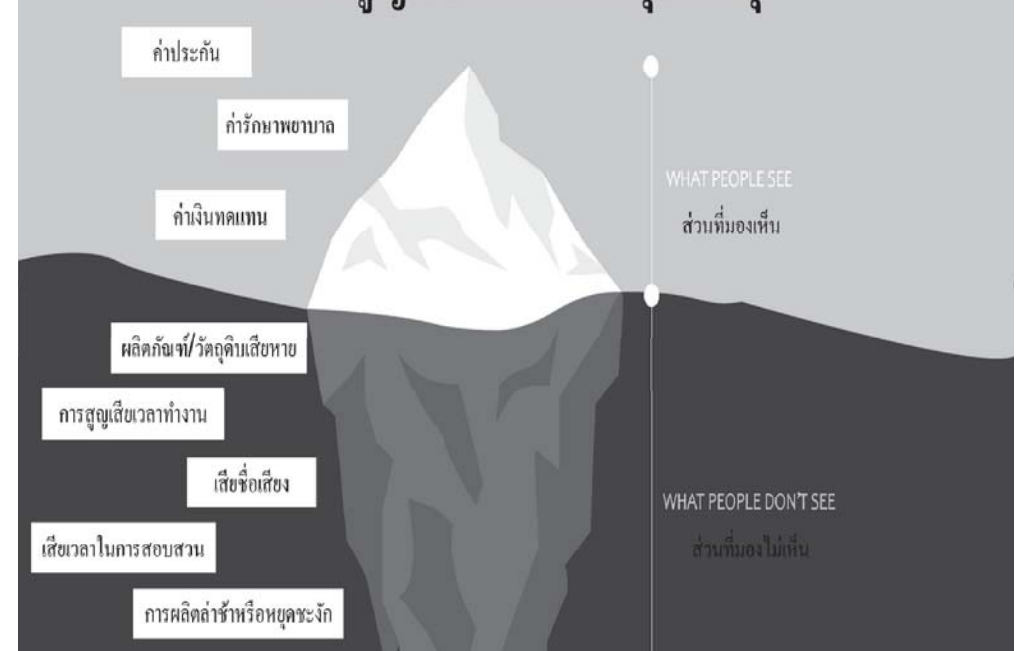 ค่าประกัน
ค่ารักษาพยาบาล
WHAT PEOPLE SEE
ค่าเงินทดแทน
ส่วนที่มองเห็น
ผลิตภัณฑ์/วัตถุดิบเสียหาย
การสูญเสียเวลาทำงาน
เสียชื่อเสียง
WHAT PEOPLE DON'T SEE
เสียเวลาในการสอบสวน
ส่วนที่มองไม่เห็น
การผลิตล่าช้าหรือหยุดชะงัก